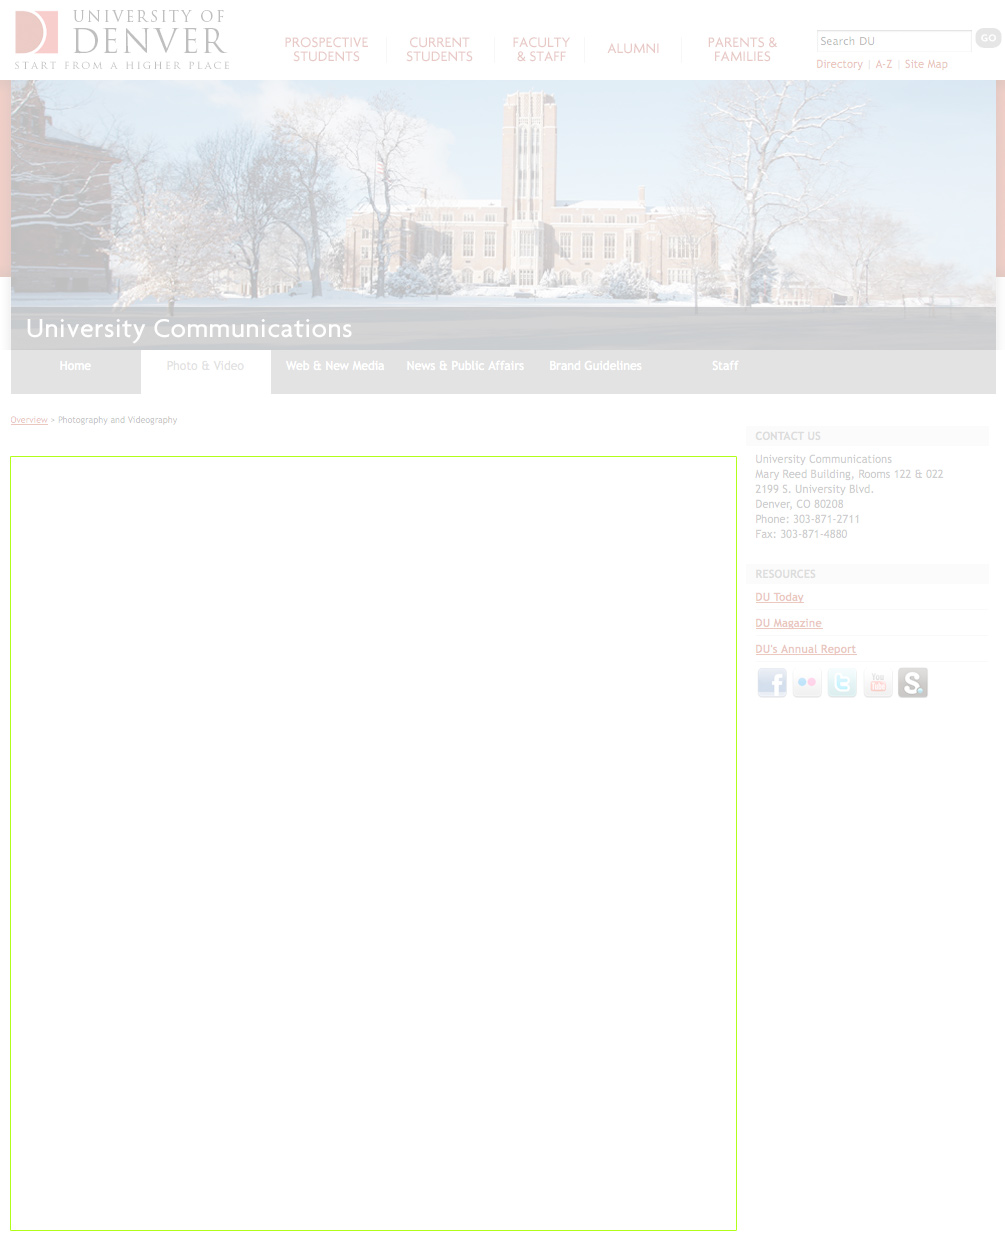 UNIVERSITY OF
DENVER
START FROM A HIGHER PLACE
PROSPECTIVE
STUDENTS
CURRENT
STUDENTS
FACULTY
& STAFF
ALUMNI
PARENTS &
FAMILIES
Search DU
GO
Directory | A-Z | Site Map
University Communications
Home
Photo & Video
Web & New Media
News & Public Affairs
Brand Guidelines
Staff
Overview > Photography and Videography
CONTACT US
University Communications
Mary Reed Building, Rooms 122 & 022
2199 S. University Blvd.
Denver, CO 80208
Phone: 303-871-2711
Fax: 303-871-4880
RESOURCES
DU Today
DU Magazine
DU's Annual Report
f
t
You
Tube
S